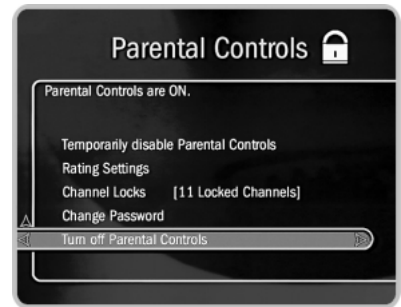 Parental Controls
Parental Controls are ON.
Temporarily disable Parental Controls
Rating Settings
Channel Locks [11 Locked Channels]
Change Password
Turn off Parental Controls